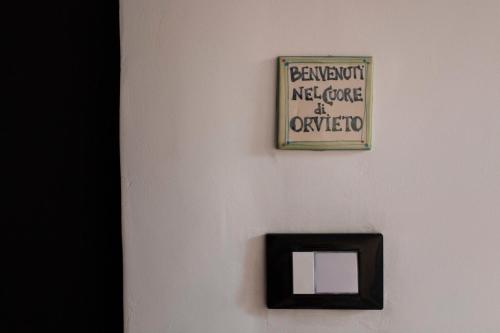 BENVENUTI
NEL CUORE
di
ORVIETO